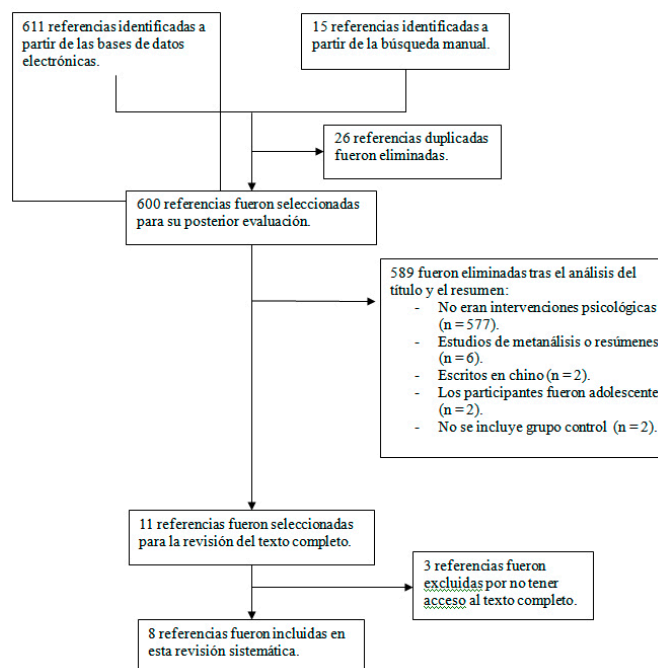 611 referencias identificadas a
partir de las bases de datos
electrónicas.
15 referencias identificadas a
partir de la búsqueda manual.
26 referencias duplicadas
fueron eliminadas.
600 referencias fueron seleccionadas
para su posterior evaluación.
589 fueron eliminadas tras el análisis del
título y el resumen:
- No eran intervenciones psicológicas
(n = 577).
- Estudios de metanálisis o resúmenes
(n = 6).
- Escritos en chino (n = 2).
- Los participantes fueron adolescente
(n = 2).
- No se incluye grupo control (n = 2).
11 referencias fueron seleccionadas
para la revisión del texto completo.
3 referencias fueron
excluidas por no tener
acceso al texto completo.
8 referencias fueron incluidas en
esta revisión sistemática.